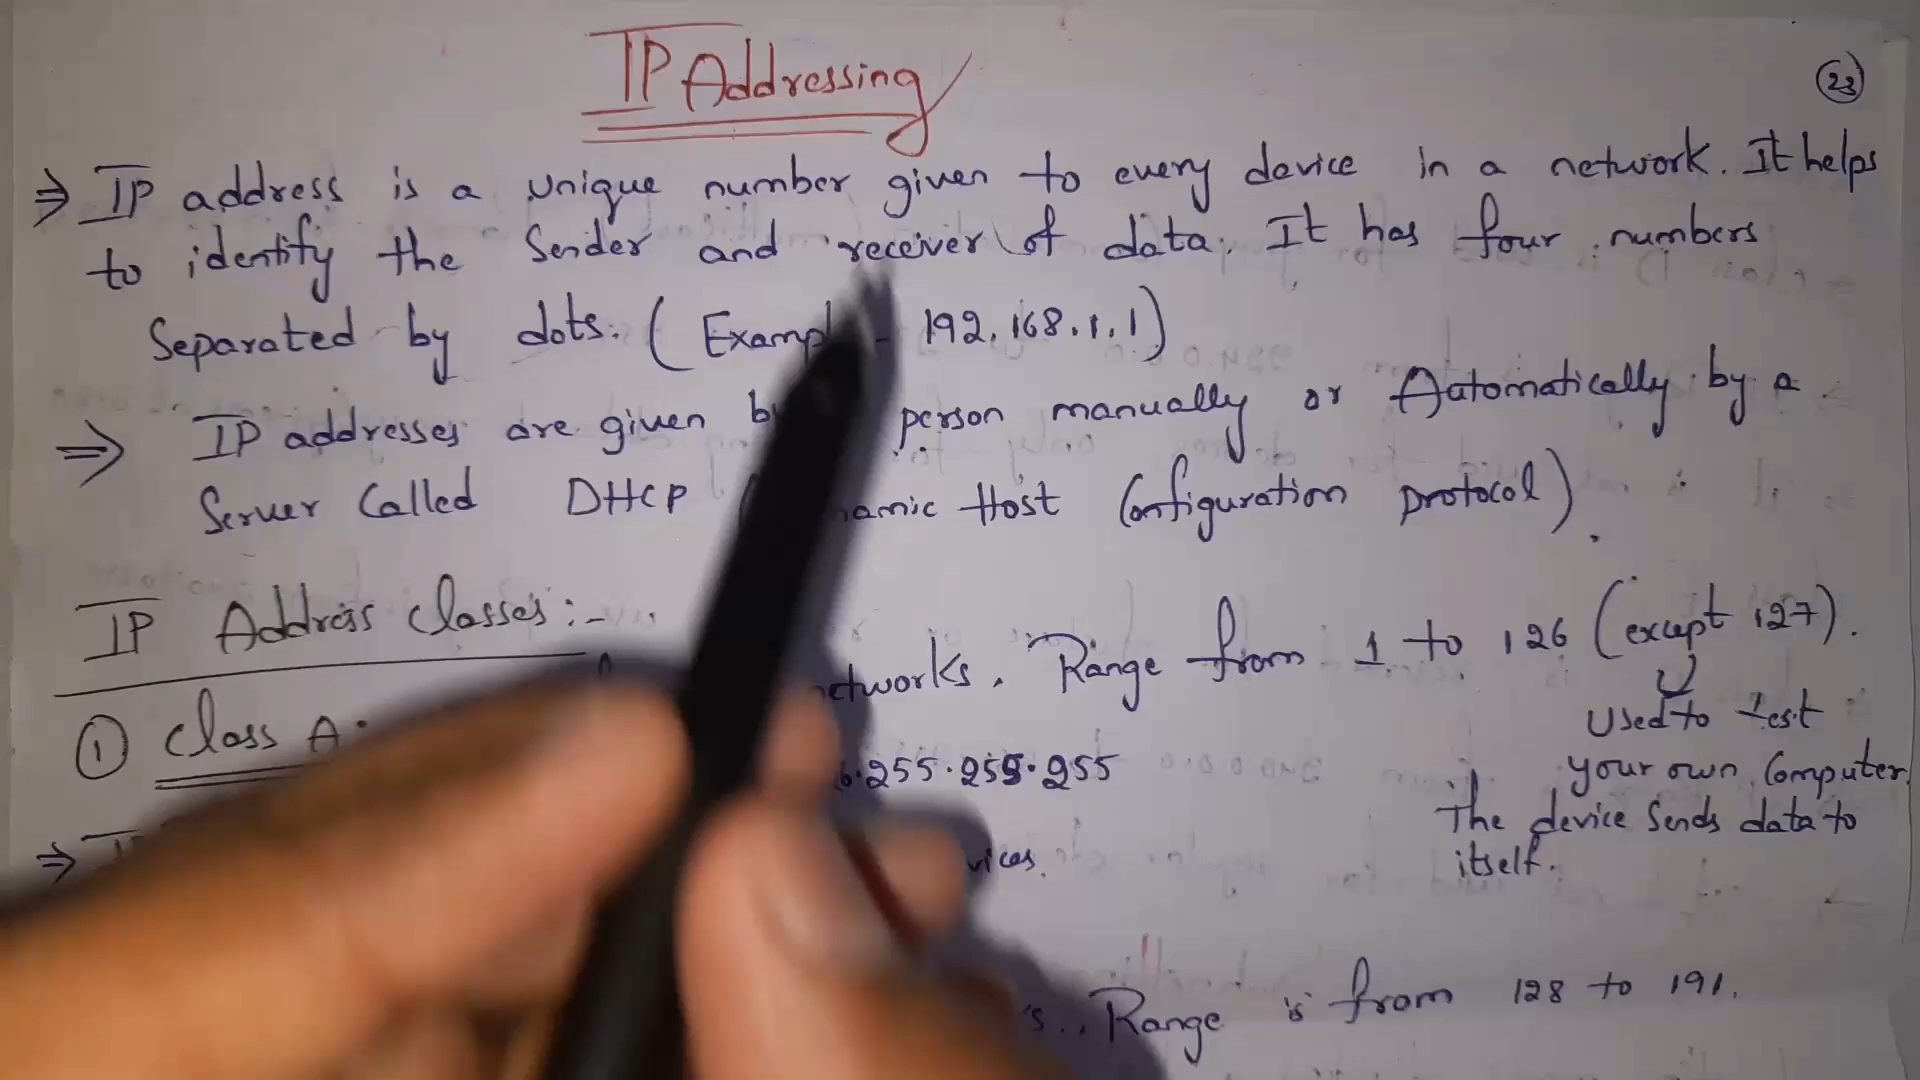 IP Addressing
23
⇒ IP address is a unique number given to every device in a network. It helps
to identify the Sender and receiver of data. It has four numbers
Separated by dots. ( - 192.168.1.1)
⇒ IP addresses are given person manually or Automatically by a
Server Called DHCP Host Configuration Protocol).
IP Address Classes:-
① Class A: Range from 1 to 126 (except 127).
Used to test
your own Computer.
.255.255.255
The device Sends data to
itself.
Range is from 128 to 191.